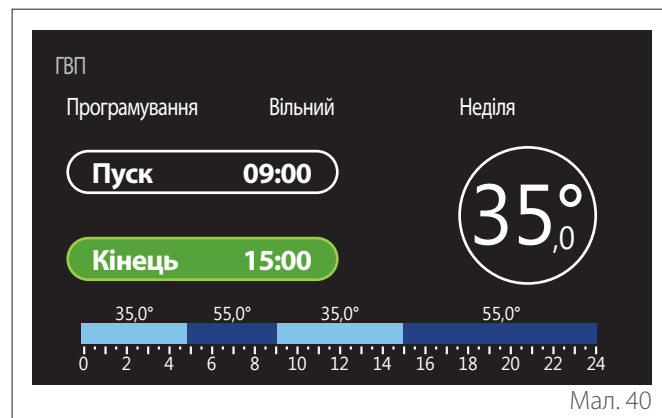 ГВП
Програмування Вільний Неділя
Пуск 09:00
35,0°
Кінець 15:00
35,0° 55,0° 35,0° 55,0°
0 2 4 6 8 10 12 14 16 18 20 22 24
Мал. 40